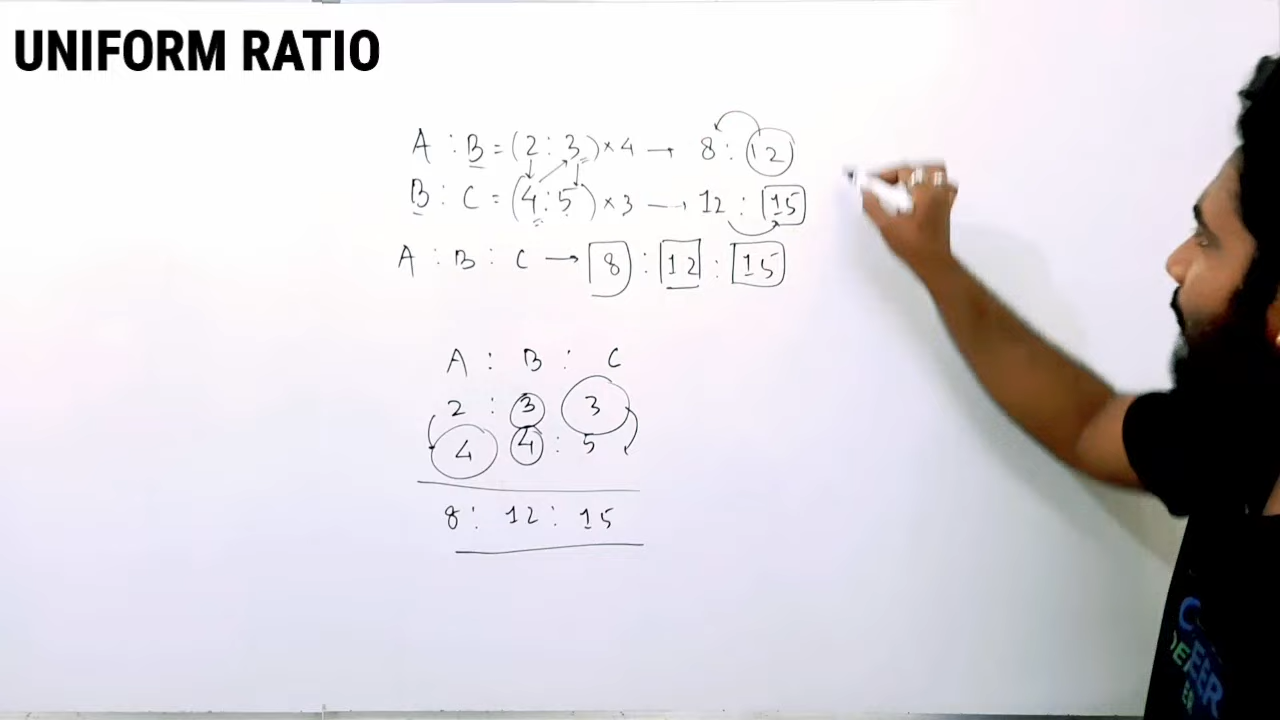 UNIFORM RATIO
A : B = (2 : 3) × 4 → 8 : 12
B : C = (4 : 5) × 3 → 12 : 15
A : B : C → 8 : 12 : 15
A : B : C
2 : 3 3
4 4 : 5
8 : 12 : 15